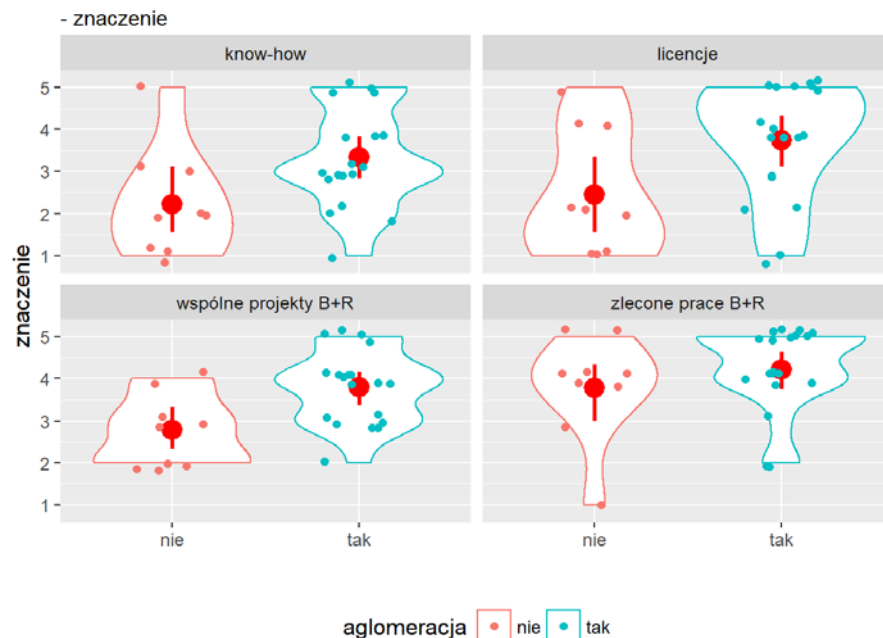 - znaczenie
know-how
licencje
5
4
3
2
1
wspólne projekty B+R
zlecone prace B+R
5
4
3
2
1
znaczenie
nie
tak
nie
tak
aglomeracja nie tak